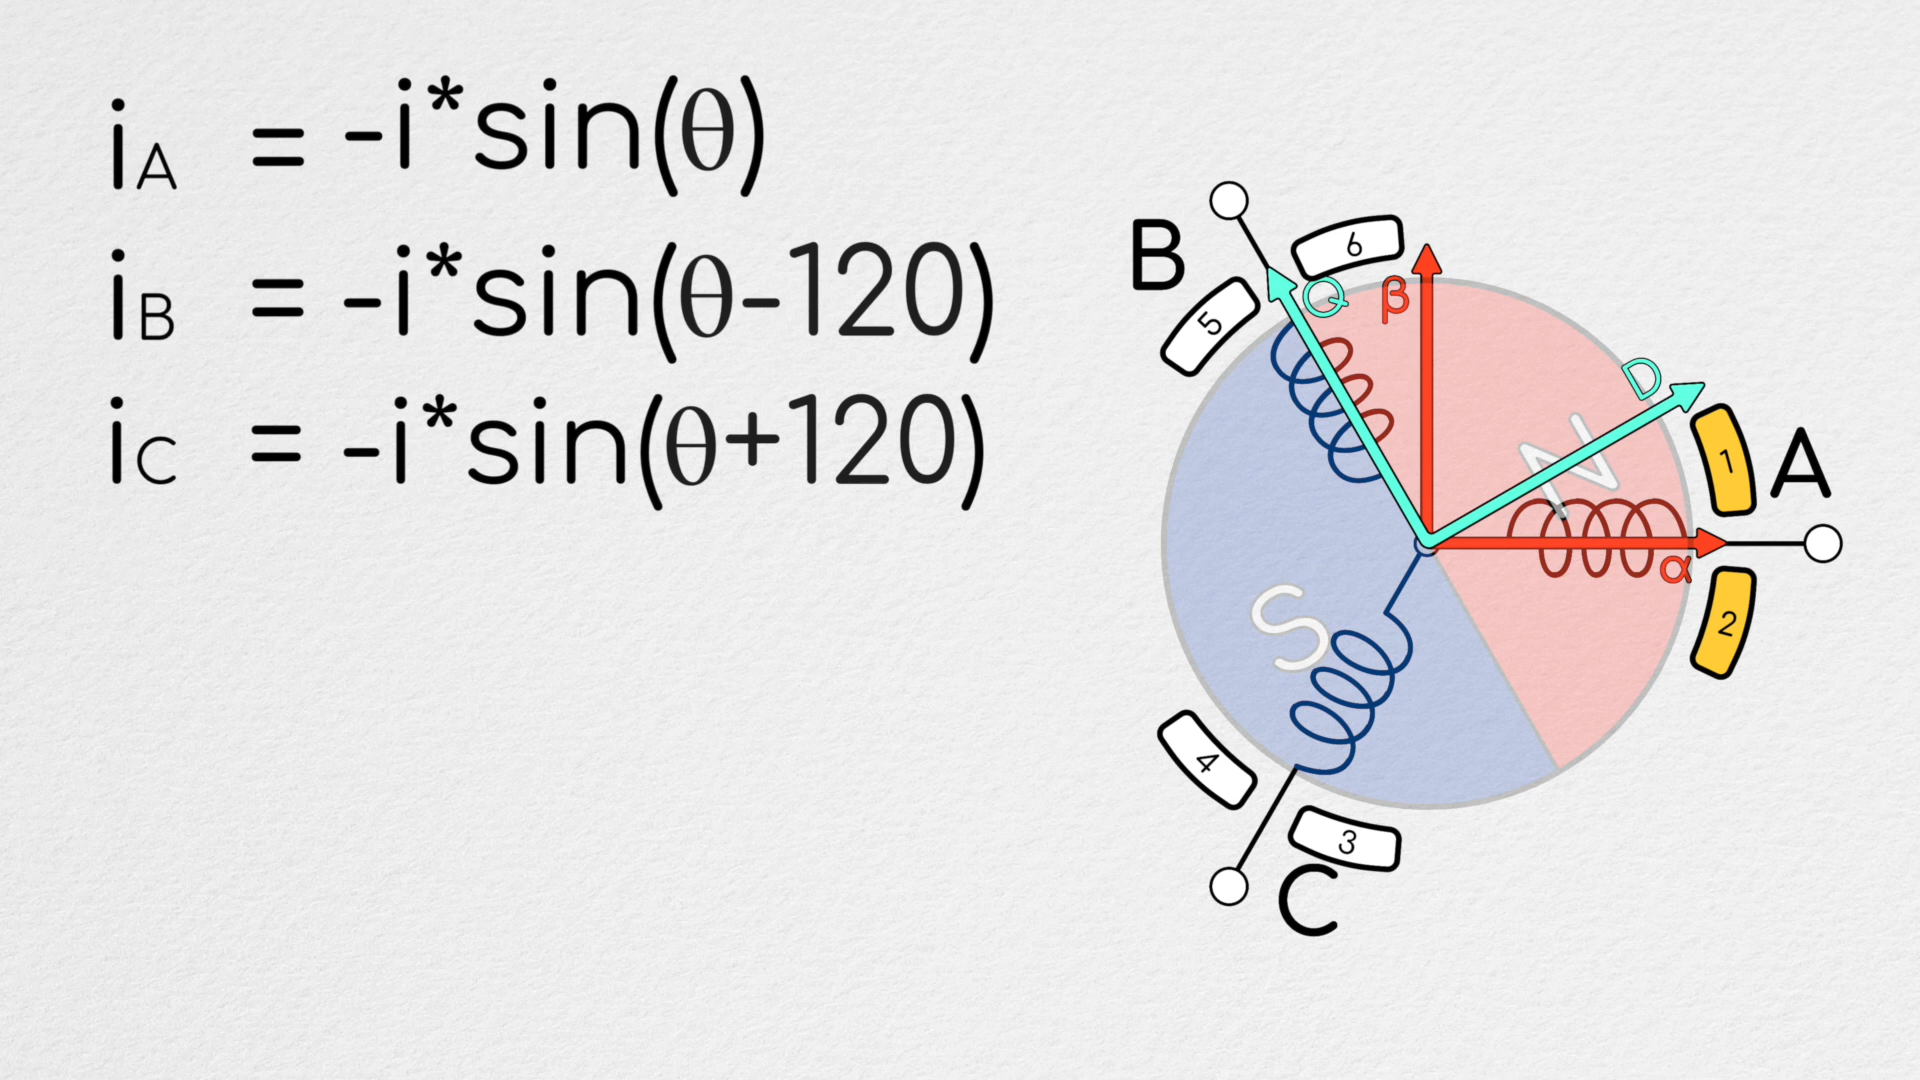 iA = -i*sin(θ)
iB = -i*sin(θ-120)
iC = -i*sin(θ+120)
B
6
5
Q
β
D
N
1
A
α
2
S
4
3
C